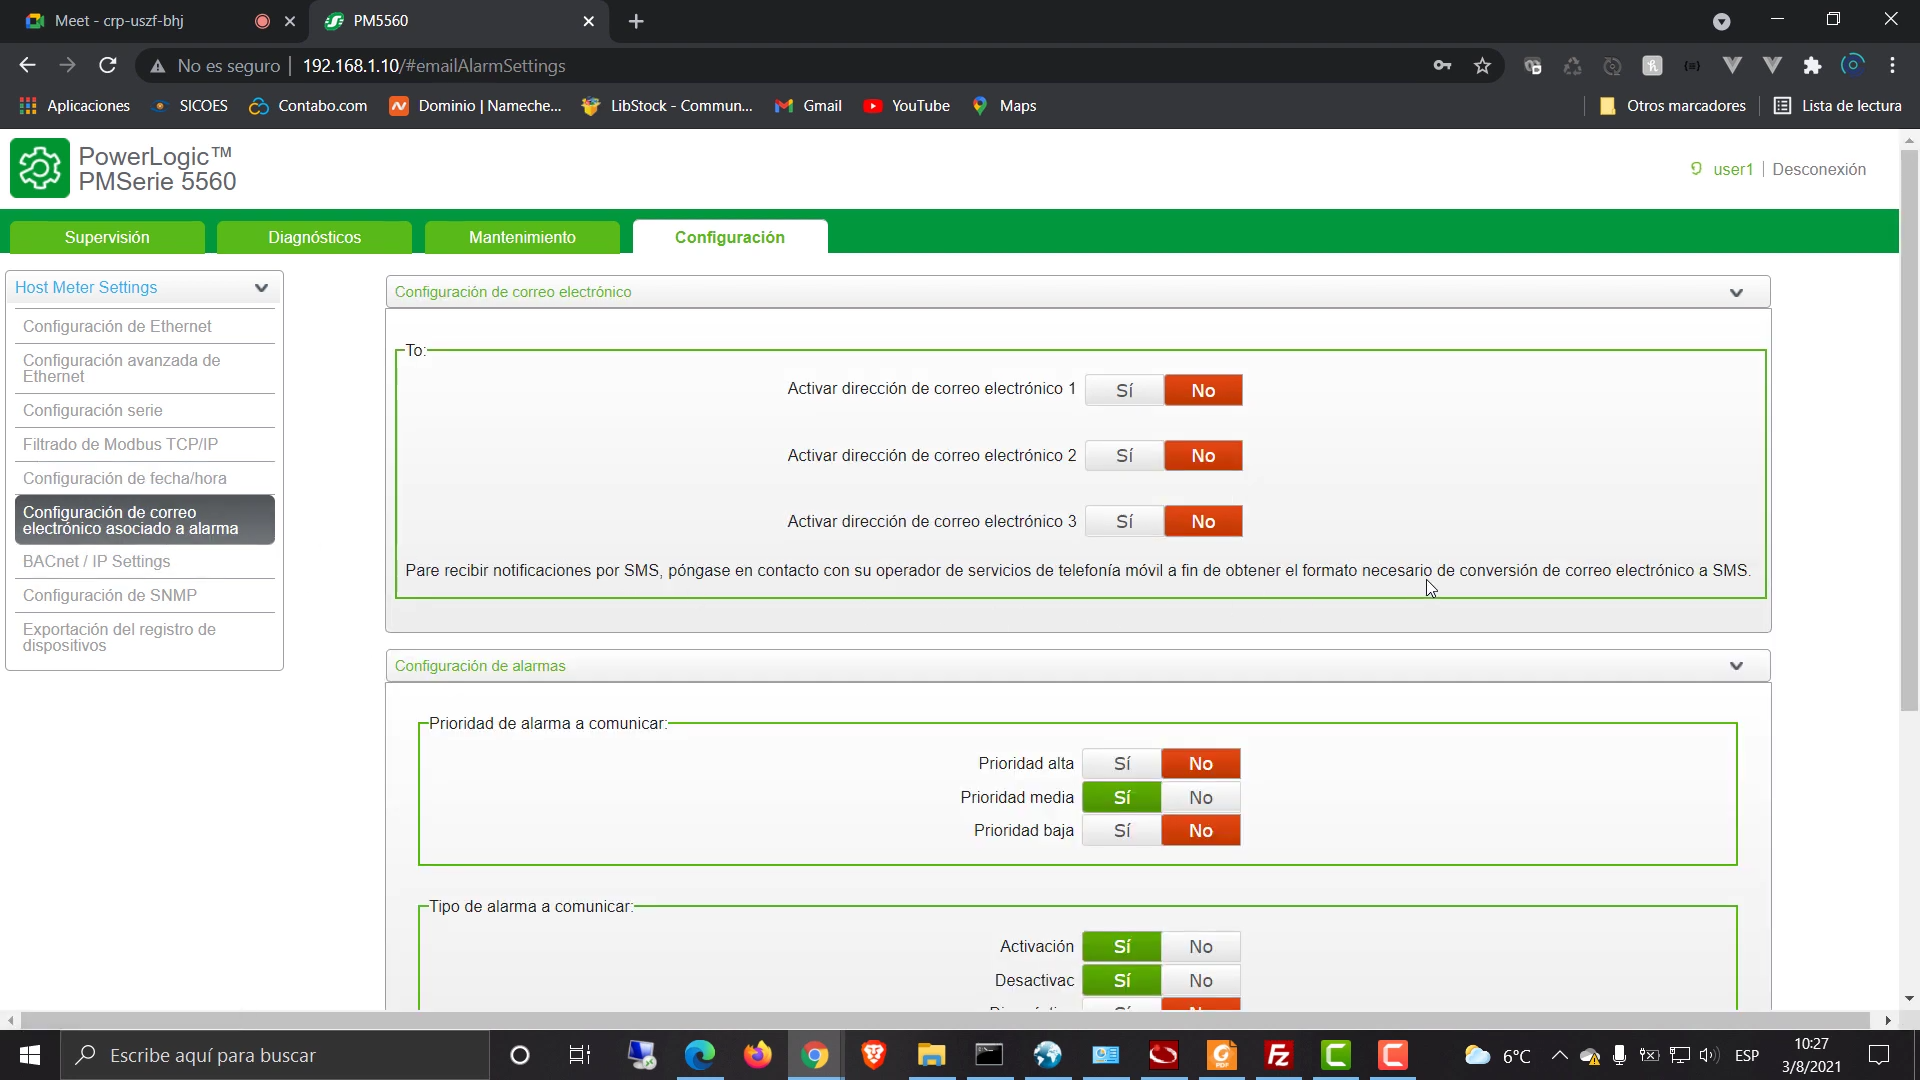 Meet - crp-uszf-bhj
PM5560
No es seguro
192.168.1.10/#emailAlarmSettings
Aplicaciones
SICOES
Contabo.com
Dominio | Nameche...
LibStock - Commun...
Gmail
YouTube
Maps
Otros marcadores
Lista de lectura
PowerLogic™
PMSerie 5560
user1
Desconexión
Supervisión
Diagnósticos
Mantenimiento
Configuración
Host Meter Settings
Configuración de Ethernet
Configuración avanzada de
Ethernet
Configuración serie
Filtrado de Modbus TCP/IP
Configuración de fecha/hora
Configuración de correo
electrónico asociado a alarma
BACnet / IP Settings
Configuración de SNMP
Exportación del registro de
dispositivos
Configuración de correo electrónico
To:
Activar dirección de correo electrónico 1 Sí No
Activar dirección de correo electrónico 2 Sí No
Activar dirección de correo electrónico 3 Sí No
Pare recibir notificaciones por SMS, póngase en contacto con su operador de servicios de telefonía móvil a fin de obtener el formato necesario de conversión de correo electrónico a SMS.
Configuración de alarmas
Prioridad de alarma a comunicar:
Prioridad alta Sí No
Prioridad media Sí No
Prioridad baja Sí No
Tipo de alarma a comunicar:
Activación Sí No
Desactivac Sí No
Escribe aquí para buscar
6°C
ESP
10:27
3/8/2021